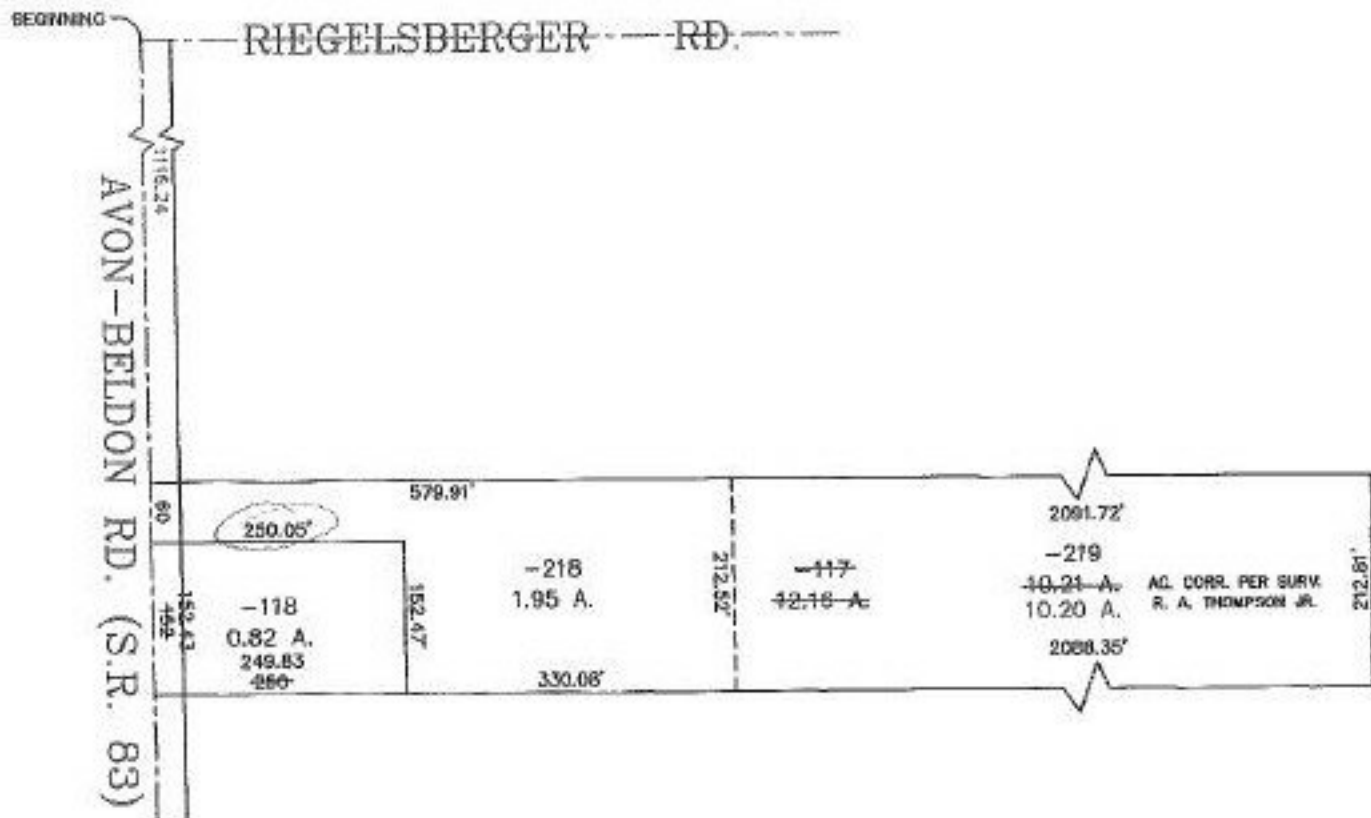 BEGINNING
RIEGELSBERGER RD.
1116.24
AVON-BELDON RD. (S.R. 83)
579.91'
60
250.05'
2091.72'
-218
1.95 A.
212.52'
-117
12.16 A.
-219
10.21 A.
10.20 A.
AC. CORR. PER SURV.
R. A. THOMPSON JR.
212.81'
152.43
-118
0.82 A.
249.83
250
152.47'
330.08'
2088.35'